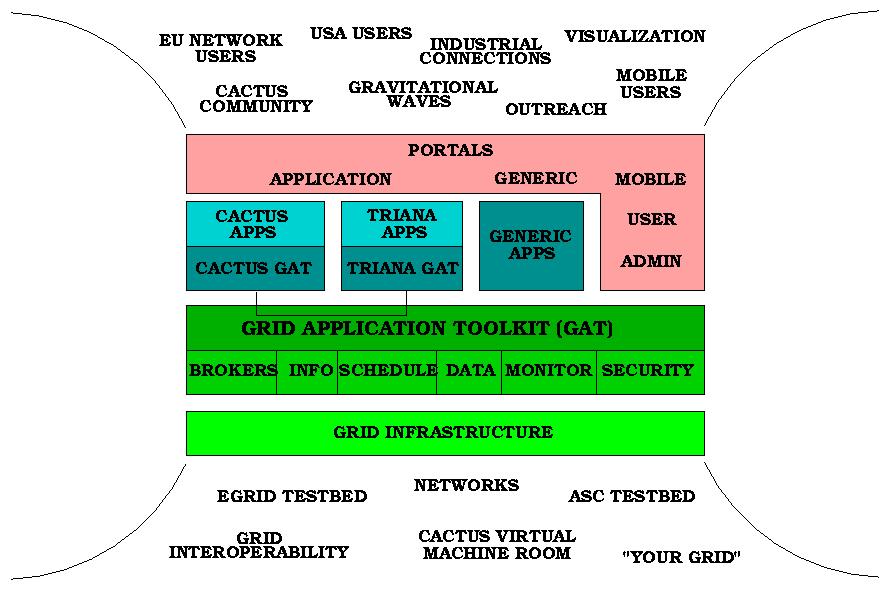 EU NETWORK
USERS
USA USERS
INDUSTRIAL
CONNECTIONS
VISUALIZATION
CACTUS
COMMUNITY
GRAVITATIONAL
WAVES
OUTREACH
MOBILE
USERS
PORTALS
APPLICATION
GENERIC
MOBILE
USER
ADMIN
CACTUS
APPS
CACTUS GAT
TRIANA
APPS
TRIANA GAT
GENERIC
APPS
GRID APPLICATION TOOLKIT (GAT)
BROKERS
INFO
SCHEDULE
DATA
MONITOR
SECURITY
GRID INFRASTRUCTURE
EGRID TESTBED
NETWORKS
ASC TESTBED
GRID
INTEROPERABILITY
CACTUS VIRTUAL
MACHINE ROOM
"YOUR GRID"